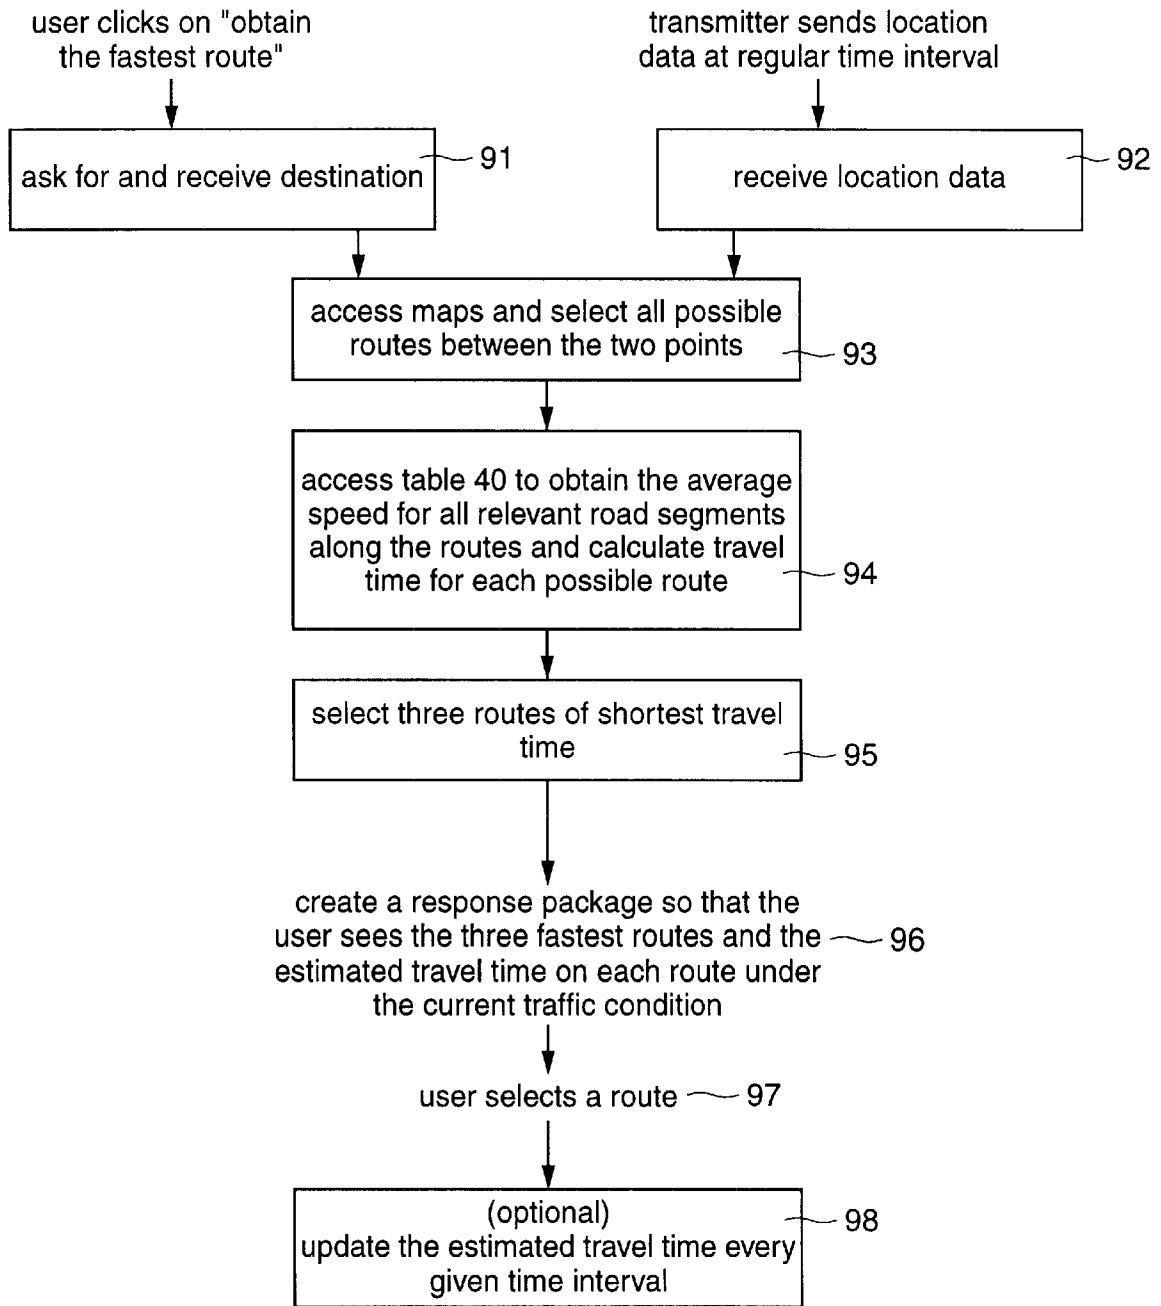 user clicks on "obtain
the fastest route"
transmitter sends location
data at regular time interval
ask for and receive destination
91
receive location data
92
access maps and select all possible
routes between the two points
93
access table 40 to obtain the average
speed for all relevant road segments
along the routes and calculate travel
time for each possible route
94
select three routes of shortest travel
time
95
create a response package so that the
user sees the three fastest routes and the
estimated travel time on each route under
the current traffic condition
96
user selects a route
97
(optional)
update the estimated travel time every
given time interval
98